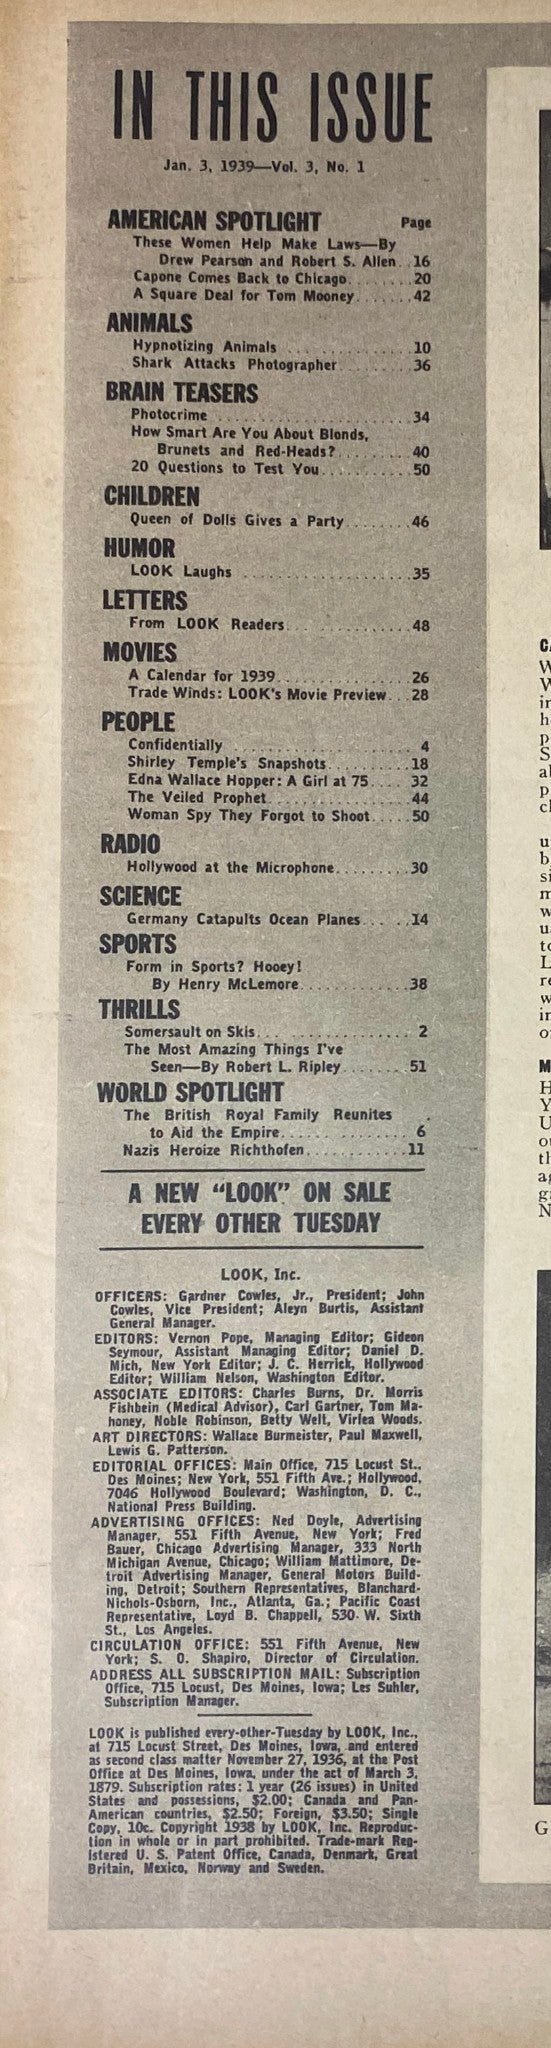 IN THIS ISSUE
Jan. 3, 1939—Vol. 3, No. 1
AMERICAN SPOTLIGHT Page
These Women Help Make Laws—By
Drew Pearson and Robert S. Allen..16
Capone Comes Back to Chicago........20
A Square Deal for Tom Mooney.......42
ANIMALS
Hypnotizing Animals ................10
Shark Attacks Photographer..........36
BRAIN TEASERS
Photocrime .........................34
How Smart Are You About Blonds,
Brunets and Red-Heads?..........40
20 Questions to Test You............50
CHILDREN
Queen of Dolls Gives a Party........46
HUMOR
LOOK Laughs ........................35
LETTERS
From LOOK Readers...............48
MOVIES
A Calendar for 1939.................26
Trade Winds: LOOK's Movie Preview...28
PEOPLE
Confidentially ..................... 4
Shirley Temple's Snapshots..........18
Edna Wallace Hopper: A Girl at 75....32
The Veiled Prophet..................44
Woman Spy They Forgot to Shoot.....50
RADIO
Hollywood at the Microphone.........30
SCIENCE
Germany Catapults Ocean Planes......14
SPORTS
Form in Sports? Hooey!
By Henry McLemore..............38
THRILLS
Somersault on Skis.................. 2
The Most Amazing Things I've
Seen—By Robert L. Ripley........51
WORLD SPOTLIGHT
The British Royal Family Reunites
to Aid the Empire............... 6
Nazis Heroize Richthofen............11
A NEW “LOOK” ON SALE
EVERY OTHER TUESDAY
LOOK, Inc.
OFFICERS: Gardner Cowles, Jr., President; John
Cowles, Vice President; Aleyn Burtis, Assistant
General Manager.
EDITORS: Vernon Pope, Managing Editor; Gideon
Seymour, Assistant Managing Editor; Daniel D.
Mich, New York Editor; J. C. Herrick, Hollywood
Editor; William Nelson, Washington Editor.
ASSOCIATE EDITORS: Charles Burns, Dr. Morris
Fishbein (Medical Advisor), Carl Gartner, Tom Ma-
honey, Noble Robinson, Betty Welt, Virlea Woods.
ART DIRECTORS: Wallace Burmeister, Paul Maxwell,
Lewis G. Patterson.
EDITORIAL OFFICES: Main Office, 715 Locust St.,
Des Moines; New York, 551 Fifth Ave.; Hollywood,
7046 Hollywood Boulevard; Washington, D. C.,
National Press Building.
ADVERTISING OFFICES: Ned Doyle, Advertising
Manager, 551 Fifth Avenue, New York; Fred
Bauer, Chicago Advertising Manager, 333 North
Michigan Avenue, Chicago; William Mattimore, De-
troit Advertising Manager, General Motors Build-
ing, Detroit; Southern Representatives, Blanchard-
Nichols-Osborn, Inc., Atlanta, Ga.; Pacific Coast
Representative, Loyd B. Chappell, 530 W. Sixth
St., Los Angeles.
CIRCULATION OFFICE: 551 Fifth Avenue, New
York; S. O. Shapiro, Director of Circulation.
ADDRESS ALL SUBSCRIPTION MAIL: Subscription
Office, 715 Locust, Des Moines, Iowa; Les Suhler,
Subscription Manager.
LOOK is published every-other-Tuesday by LOOK, Inc.,
at 715 Locust Street, Des Moines, Iowa, and entered
as second class matter November 27, 1936, at the Post
Office at Des Moines, Iowa, under the act of March 3,
1879. Subscription rates: 1 year (26 issues) in United
States and possessions, $2.00; Canada and Pan-
American countries, $2.50; Foreign, $3.50; Single
Copy, 10c. Copyright 1938 by LOOK, Inc. Reproduc-
tion in whole or in part prohibited. Trade-mark Reg-
istered U. S. Patent Office, Canada, Denmark, Great
Britain, Mexico, Norway and Sweden.